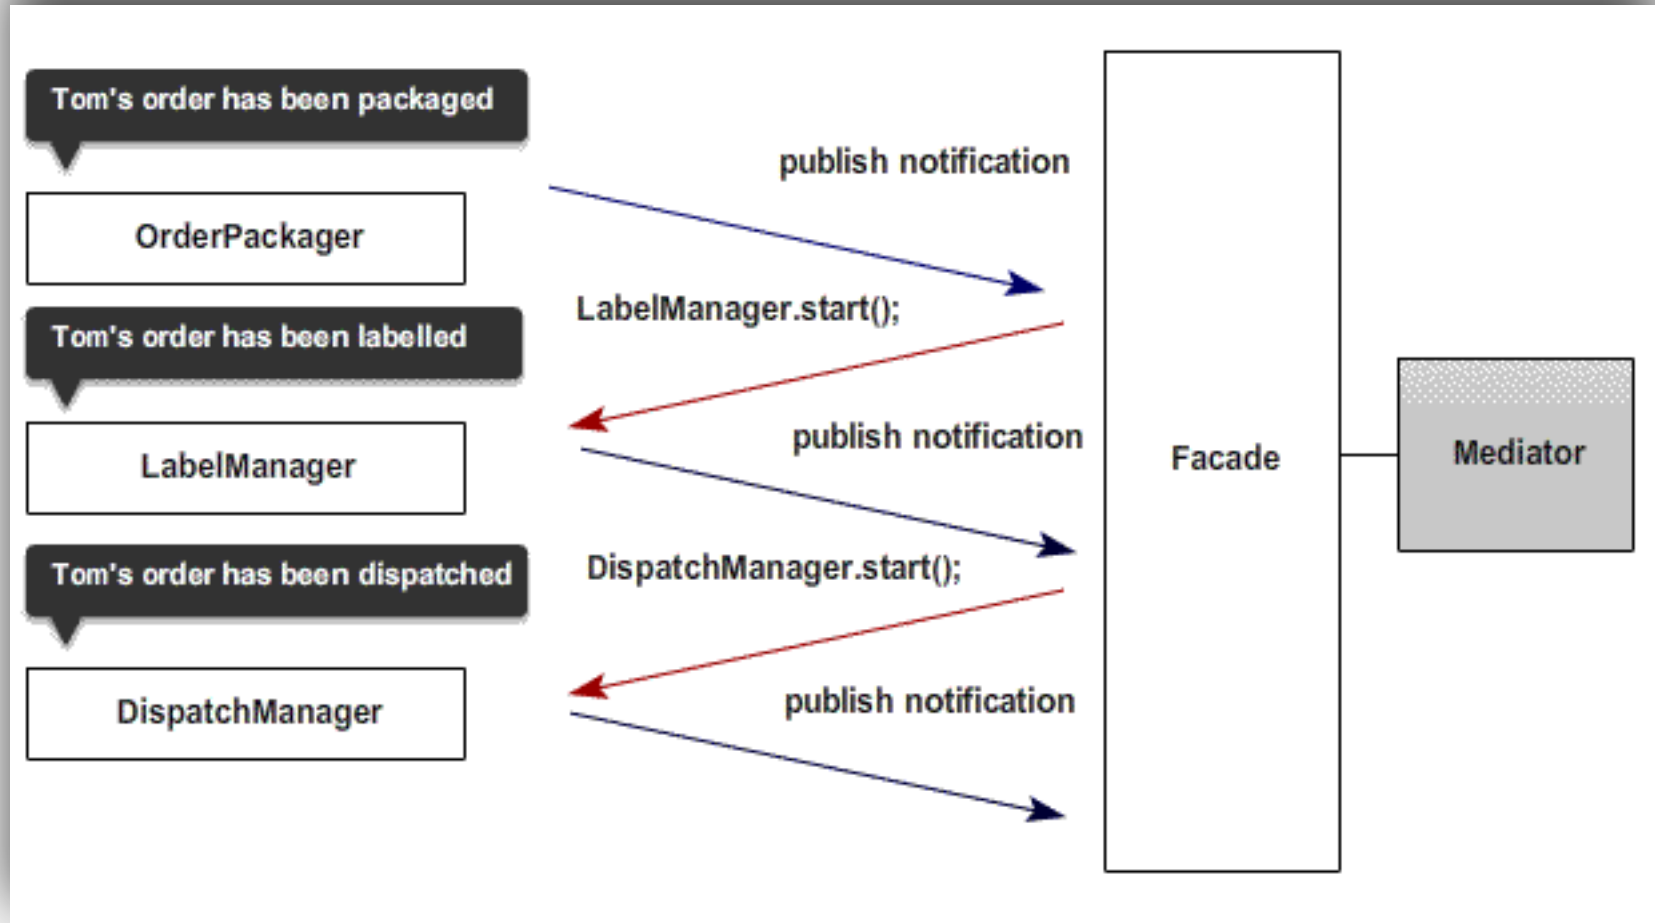 Tom's order has been packaged
publish notification
OrderPackager
LabelManager.start();
Tom's order has been labelled
publish notification
LabelManager
Facade
Mediator
DispatchManager.start();
Tom's order has been dispatched
publish notification
DispatchManager